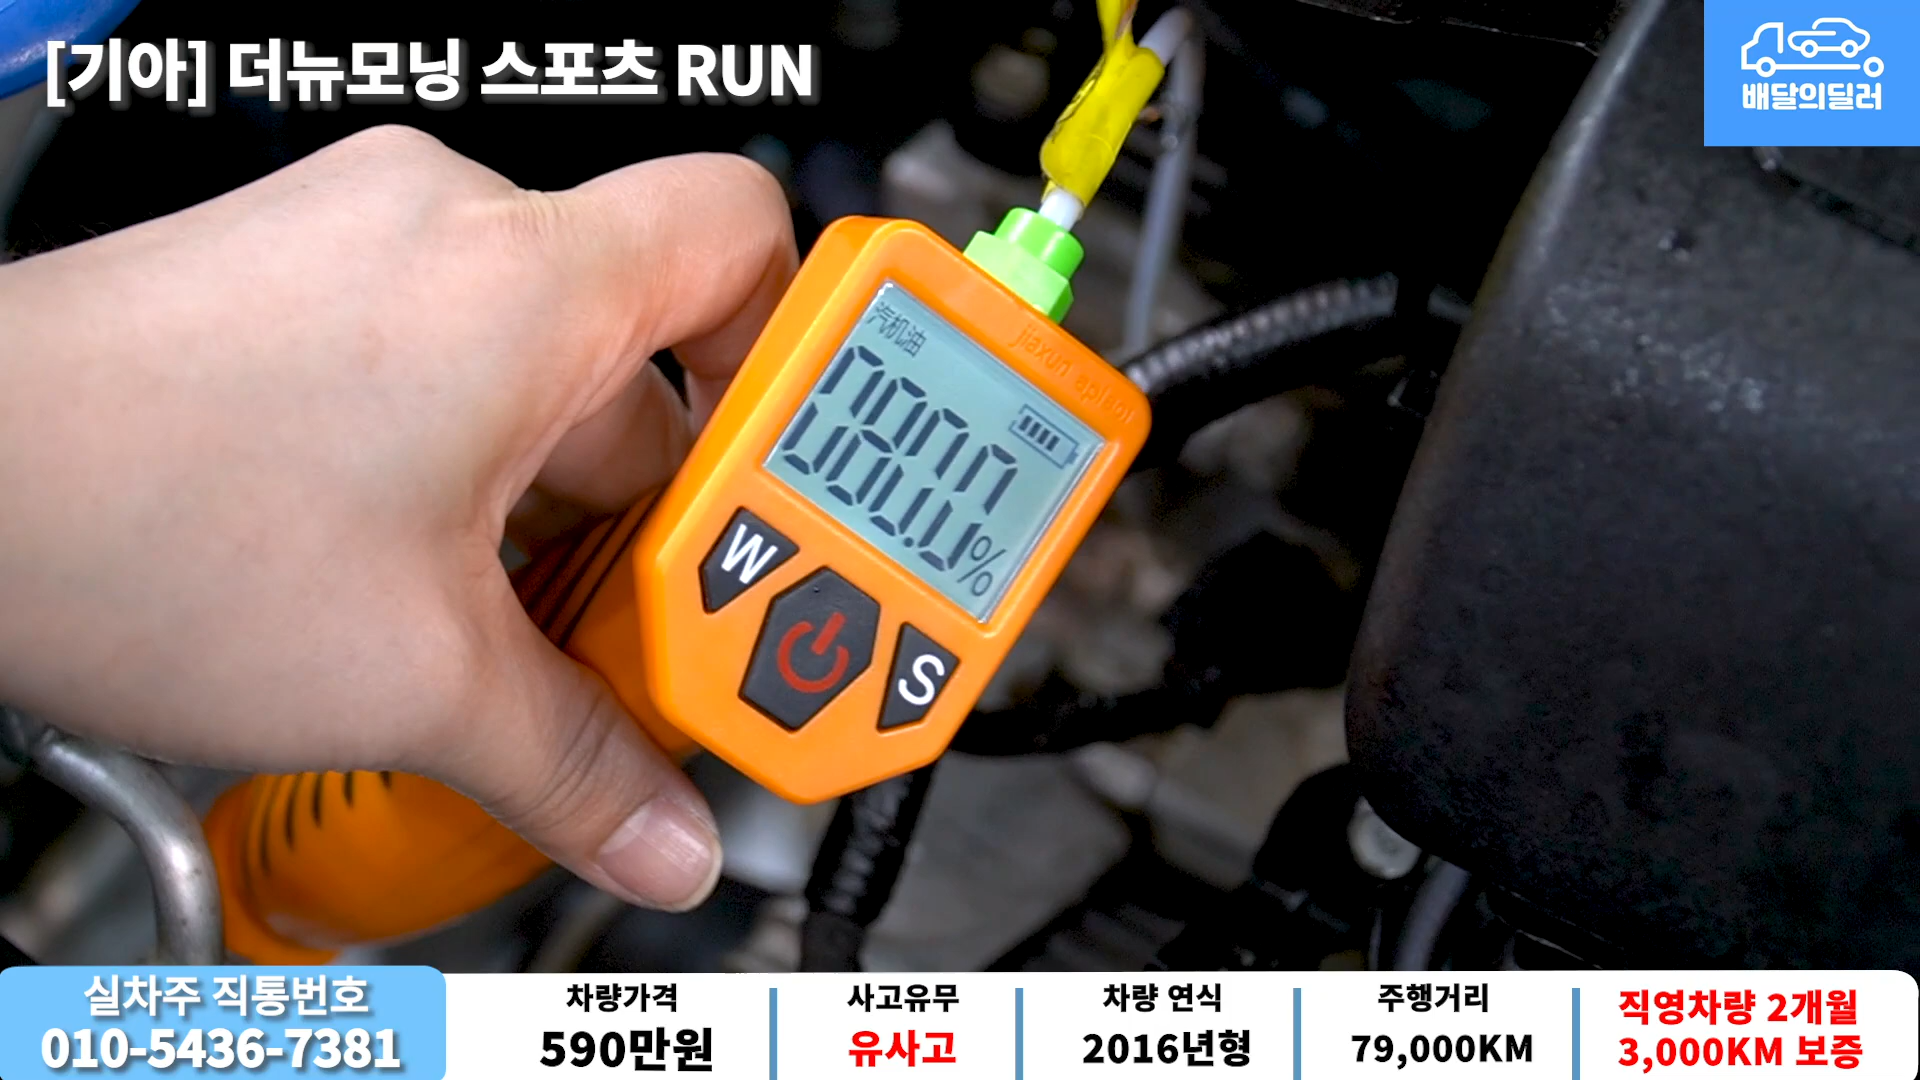 [기아] 더뉴모닝 스포츠 RUN
배달의딜러
jiaxun
汽机油
%
W
S
실차주 직통번호
010-5436-7381
차량가격
590만원
사고유무
유사고
차량 연식
2016년형
주행거리
79,000KM
직영차량 2개월
3,000KM 보증